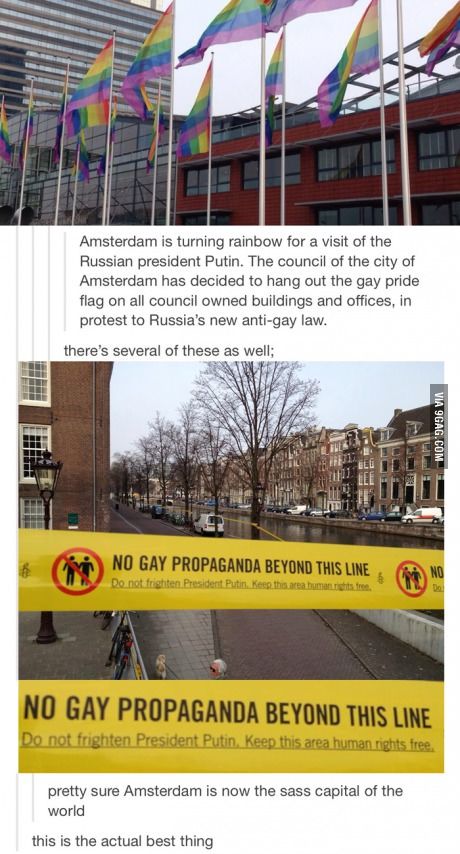 Amsterdam is turning rainbow for a visit of the
Russian president Putin. The council of the city of
Amsterdam has decided to hang out the gay pride
flag on all council owned buildings and offices, in
protest to Russia's new anti-gay law.
there's several of these as well;
VIA 9GAG.COM
NO GAY PROPAGANDA BEYOND THIS LINE
Do not frighten President Putin. Keep this area human rights free.
NO
Do
NO GAY PROPAGANDA BEYOND THIS LINE
Do not frighten President Putin. Keep this area human rights free.
pretty sure Amsterdam is now the sass capital of the
world
this is the actual best thing